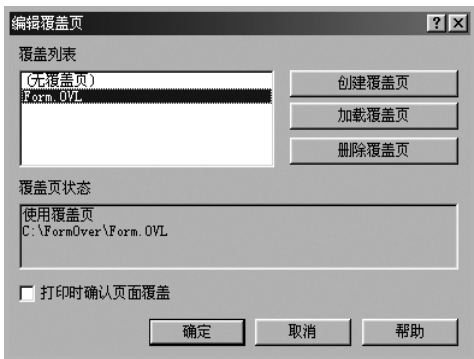 编辑覆盖页
覆盖列表
(无覆盖页)
Form.OVL
创建覆盖页
加载覆盖页
删除覆盖页
覆盖页状态
使用覆盖页
C:\FormOver\Form.OVL
打印时确认页面覆盖
确定 取消 帮助